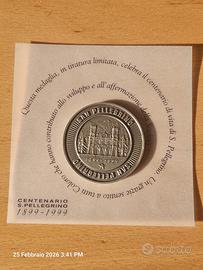 Questa medaglia, in tiratura limitata, celebra il centenario di vita di S. Pellegrino. Un grazie sentito a tutti Coloro che hanno contribuito allo sviluppo e all'affermazione
SAN PELLEGRINO
CENTENARIO
S.PELLEGRINO
1899-1999
25 Febbraio 2026 3:41 PM
subito